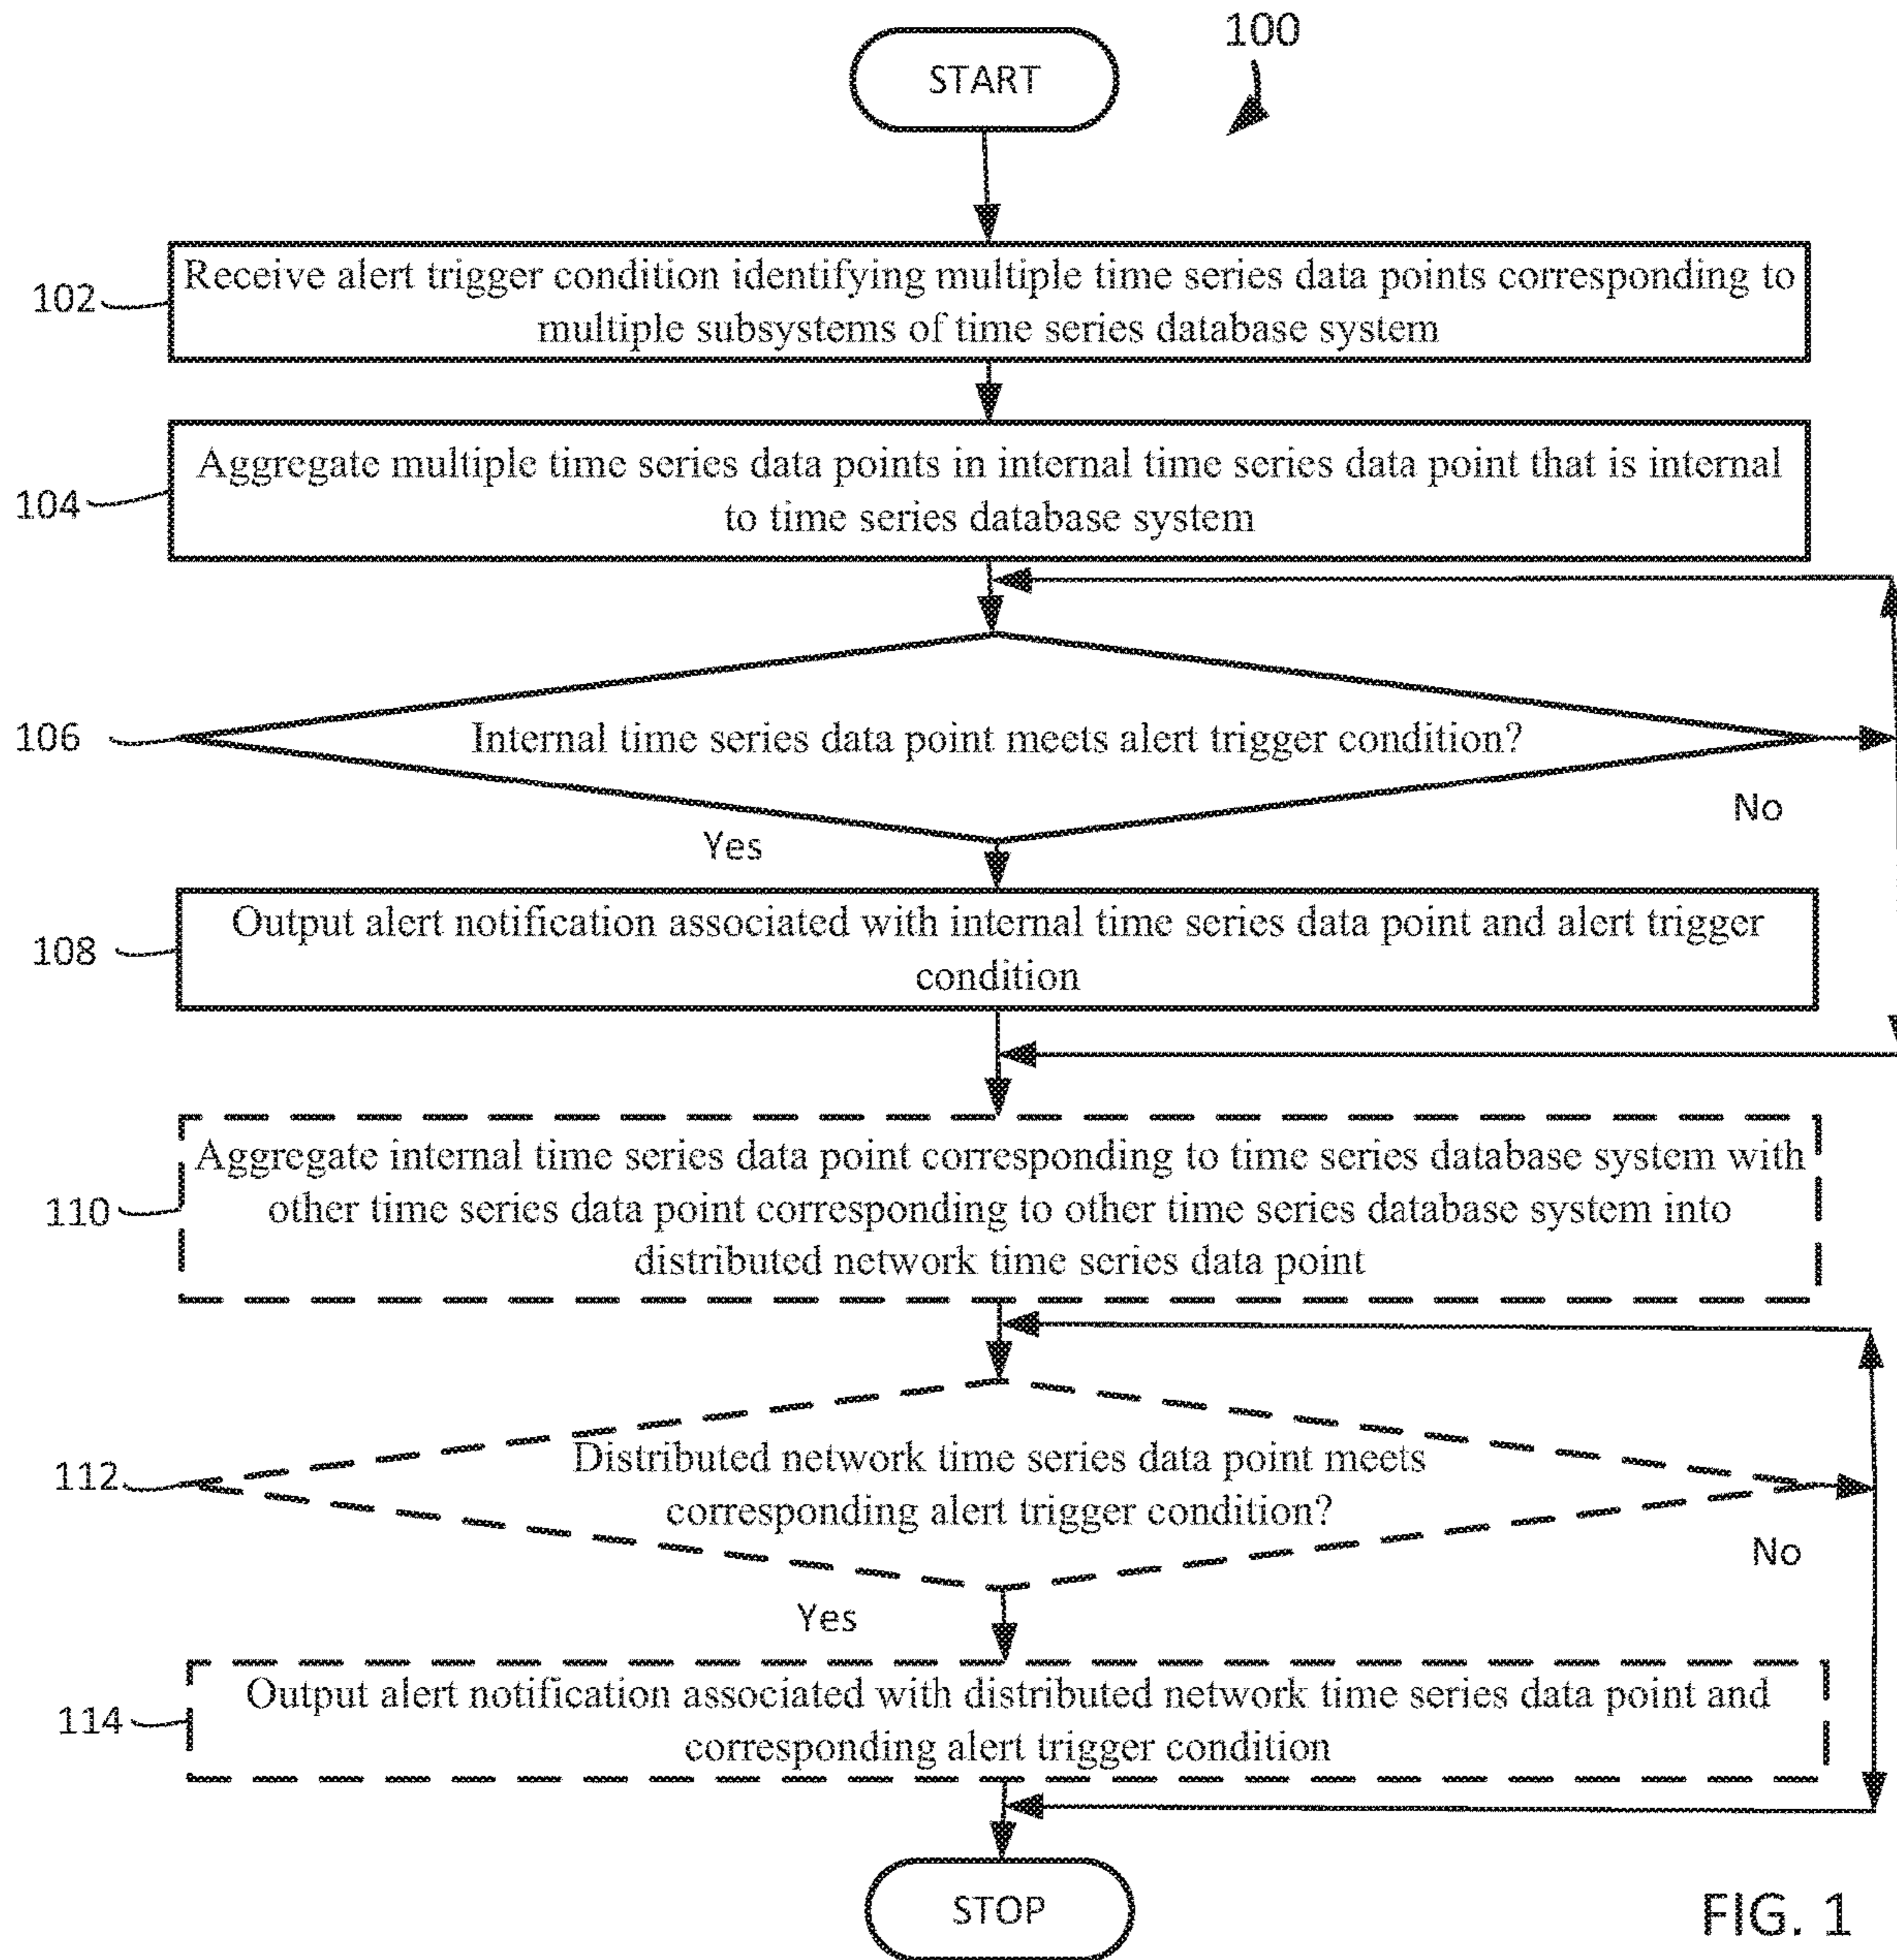 100
START
102
Receive alert trigger condition identifying multiple time series data points corresponding to
multiple subsystems of time series database system
104
Aggregate multiple time series data points in internal time series data point that is internal
to time series database system
106
Internal time series data point meets alert trigger condition?
No
Yes
108
Output alert notification associated with internal time series data point and alert trigger
condition
110
Aggregate internal time series data point corresponding to time series database system with
other time series data point corresponding to other time series database system into
distributed network time series data point
112
Distributed network time series data point meets
corresponding alert trigger condition?
No
Yes
114
Output alert notification associated with distributed network time series data point and
corresponding alert trigger condition
STOP
FIG. 1